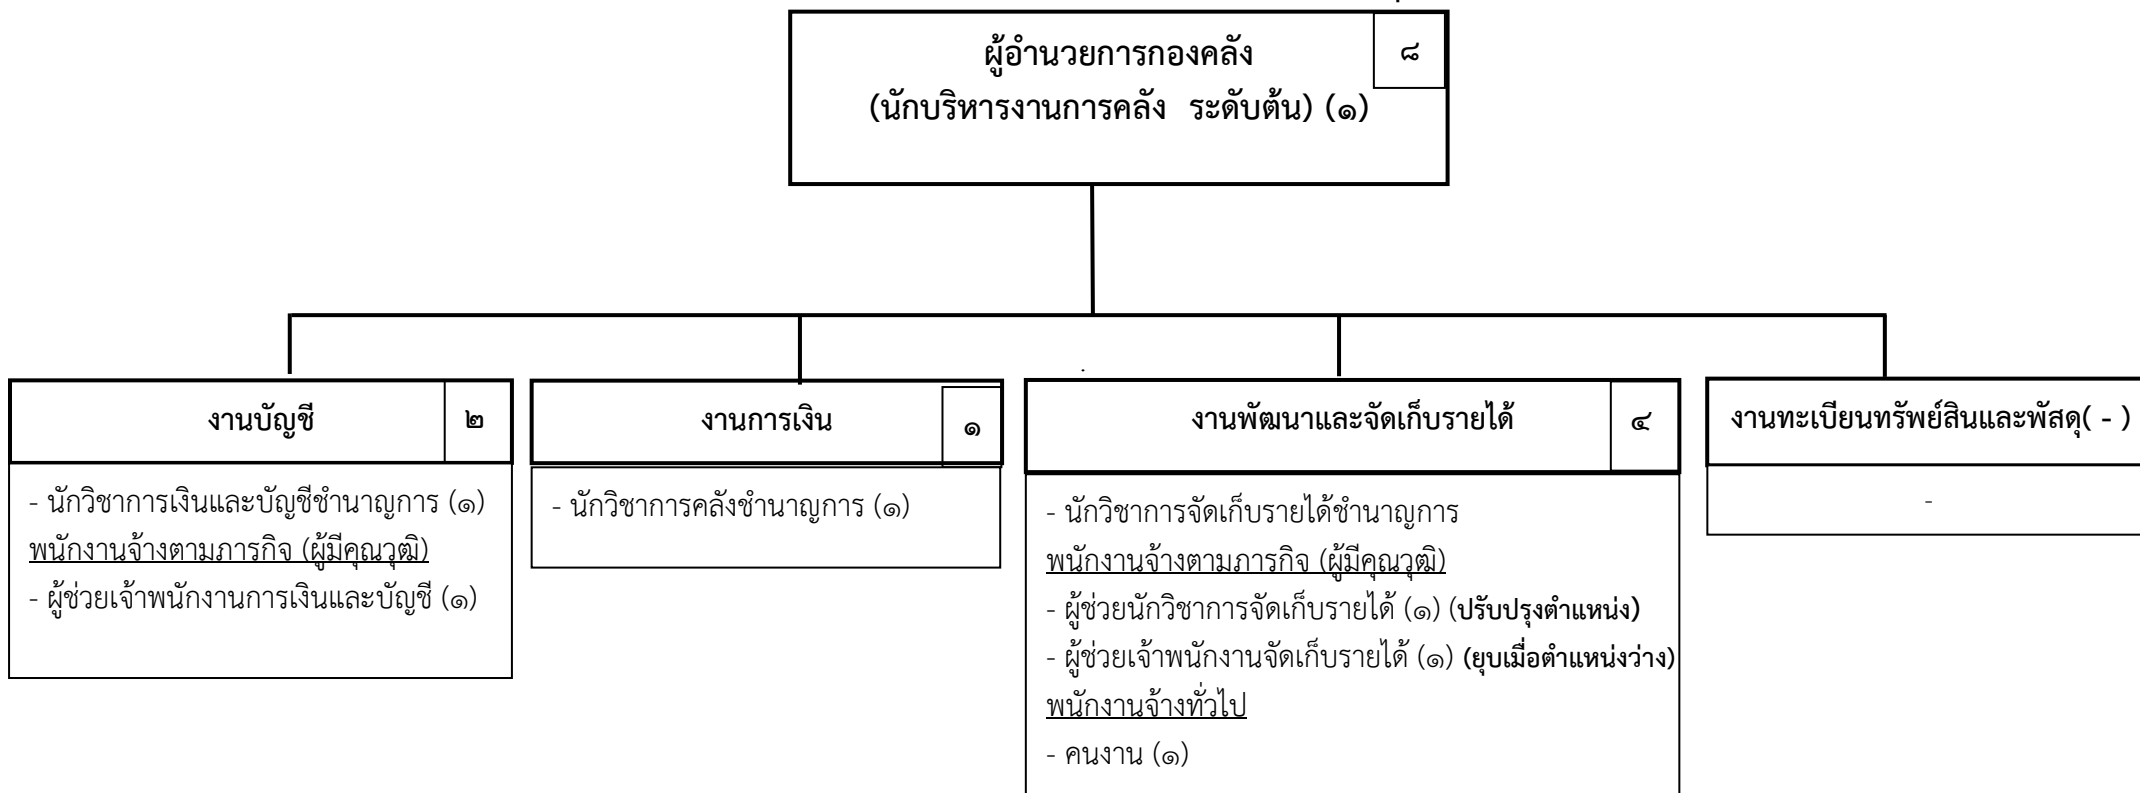 ผู้อำนวยการกองคลัง
(นักบริหารงานการคลัง ระดับต้น) (๑)
๘
งานบัญชี
๒
- นักวิชาการเงินและบัญชีชำนาญการ (๑)
พนักงานจ้างตามภารกิจ (ผู้มีคุณวุฒิ)
- ผู้ช่วยเจ้าพนักงานการเงินและบัญชี (๑)
งานการเงิน
๑
- นักวิชาการคลังชำนาญการ (๑)
งานพัฒนาและจัดเก็บรายได้
๔
- นักวิชาการจัดเก็บรายได้ชำนาญการ
พนักงานจ้างตามภารกิจ (ผู้มีคุณวุฒิ)
- ผู้ช่วยนักวิชาการจัดเก็บรายได้ (๑) (ปรับปรุงตำแหน่ง)
- ผู้ช่วยเจ้าพนักงานจัดเก็บรายได้ (๑) (ยุบเมื่อตำแหน่งว่าง)
พนักงานจ้างทั่วไป
- คนงาน (๑)
งานทะเบียนทรัพย์สินและพัสดุ( - )
-